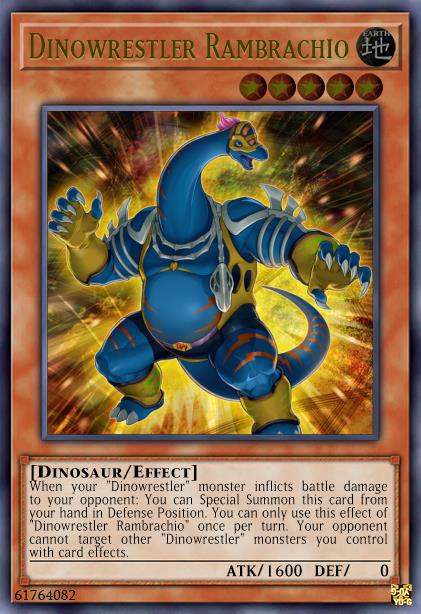 Dinowrestler Rambrachio
EARTH
地
[Dinosaur/Effect]
When your "Dinowrestler" monster inflicts battle damage
to your opponent: You can Special Summon this card from
your hand in Defense Position. You can only use this effect of
"Dinowrestler Rambrachio" once per turn. Your opponent
cannot target other "Dinowrestler" monsters you control
with card effects.
ATK/1600 DEF/ 0
61764082